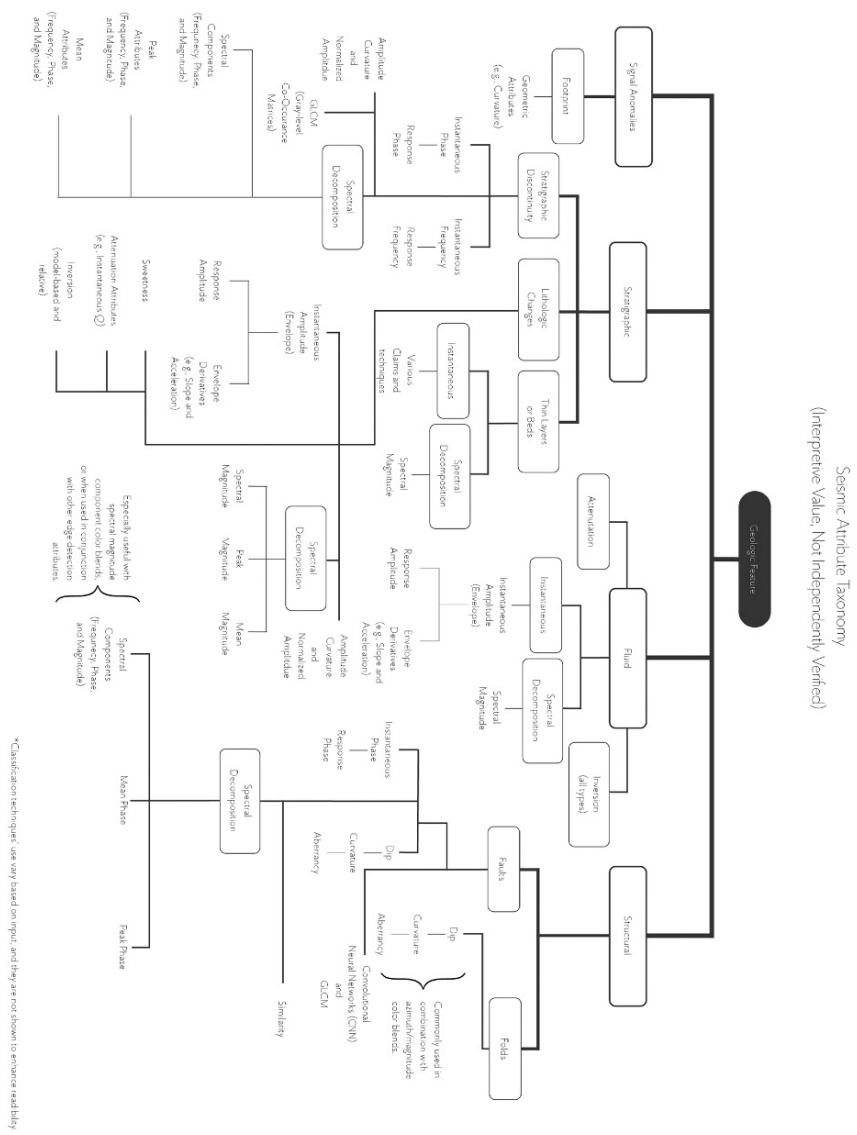 Seismic Attribute Taxonomy
(Interpretive Value, Not Independently Verified)
Geologic Feature
Signal Anomalies
Stratigraphic
Fluid
Structural
Footprint
Geometric
Attributes
(e.g., Curvature)
Stratigraphic
Discontinuity
Lithologic
Changes
Thin Layers
or Beds
Instantaneous
Phase
Response
Phase
Instantaneous
Frequency
Response
Frequency
Amplitude
Curvature
and
Normalized
Amplitdue
GLCM
(Gray-level
Co-Occurance
Matrices)
Spectral
Decomposition
Spectral
Components
(Frequnecy, Phase,
and Magnitude)
Peak
Attributes
(Frequency, Phase,
and Magnitude)
Mean
Attributes
(Frequency, Phase,
and Magnitude)
Instantaneous
Various
Claims and
techniques
Spectral
Decomposition
Spectral
Magnitude
Instantaneous
Amplitude
(Envelope)
Response
Amplitude
Envelope
Derivatives
(e.g., Slope and
Acceleration)
Sweetness
Attenuation Attributes
(e.g., Instantaneous Q)
Inversion
(model-based and
relative)
Spectral
Decomposition
Spectral
Magnitude
Peak
Magnitude
Mean
Magnitude
Amplitude
Curvature
and
Normalized
Amplitdue
Attenutation
Instantaneous
Instantaneous
Amplitude
(Envelope)
Response
Amplitude
Envelope
Derivatives
(e.g., Slope and
Acceleration)
Spectral
Decomposition
Spectral
Magnitude
Inversion
(all types)
Faults
Folds
Dip
Curvature
Aberrancy
Commonly used in
combination with
azimuth/magnitude
color blends.
Convolutional
Neural Networks (CNN)
and
GLCM
Instantaneous
Phase
Response
Phase
Dip
Curvature
Aberrancy
Similarity
Spectral
Decomposition
Spectral
Components
(Frequnecy, Phase,
and Magnitude)
Mean Phase
Peak Phase
Especially useful with
spectral magnitude
component color blends,
or when used in conjunction
with other edge detection
attributes.
*Classification techniques' use vary based on input, and they are not shown to enhance readbility.